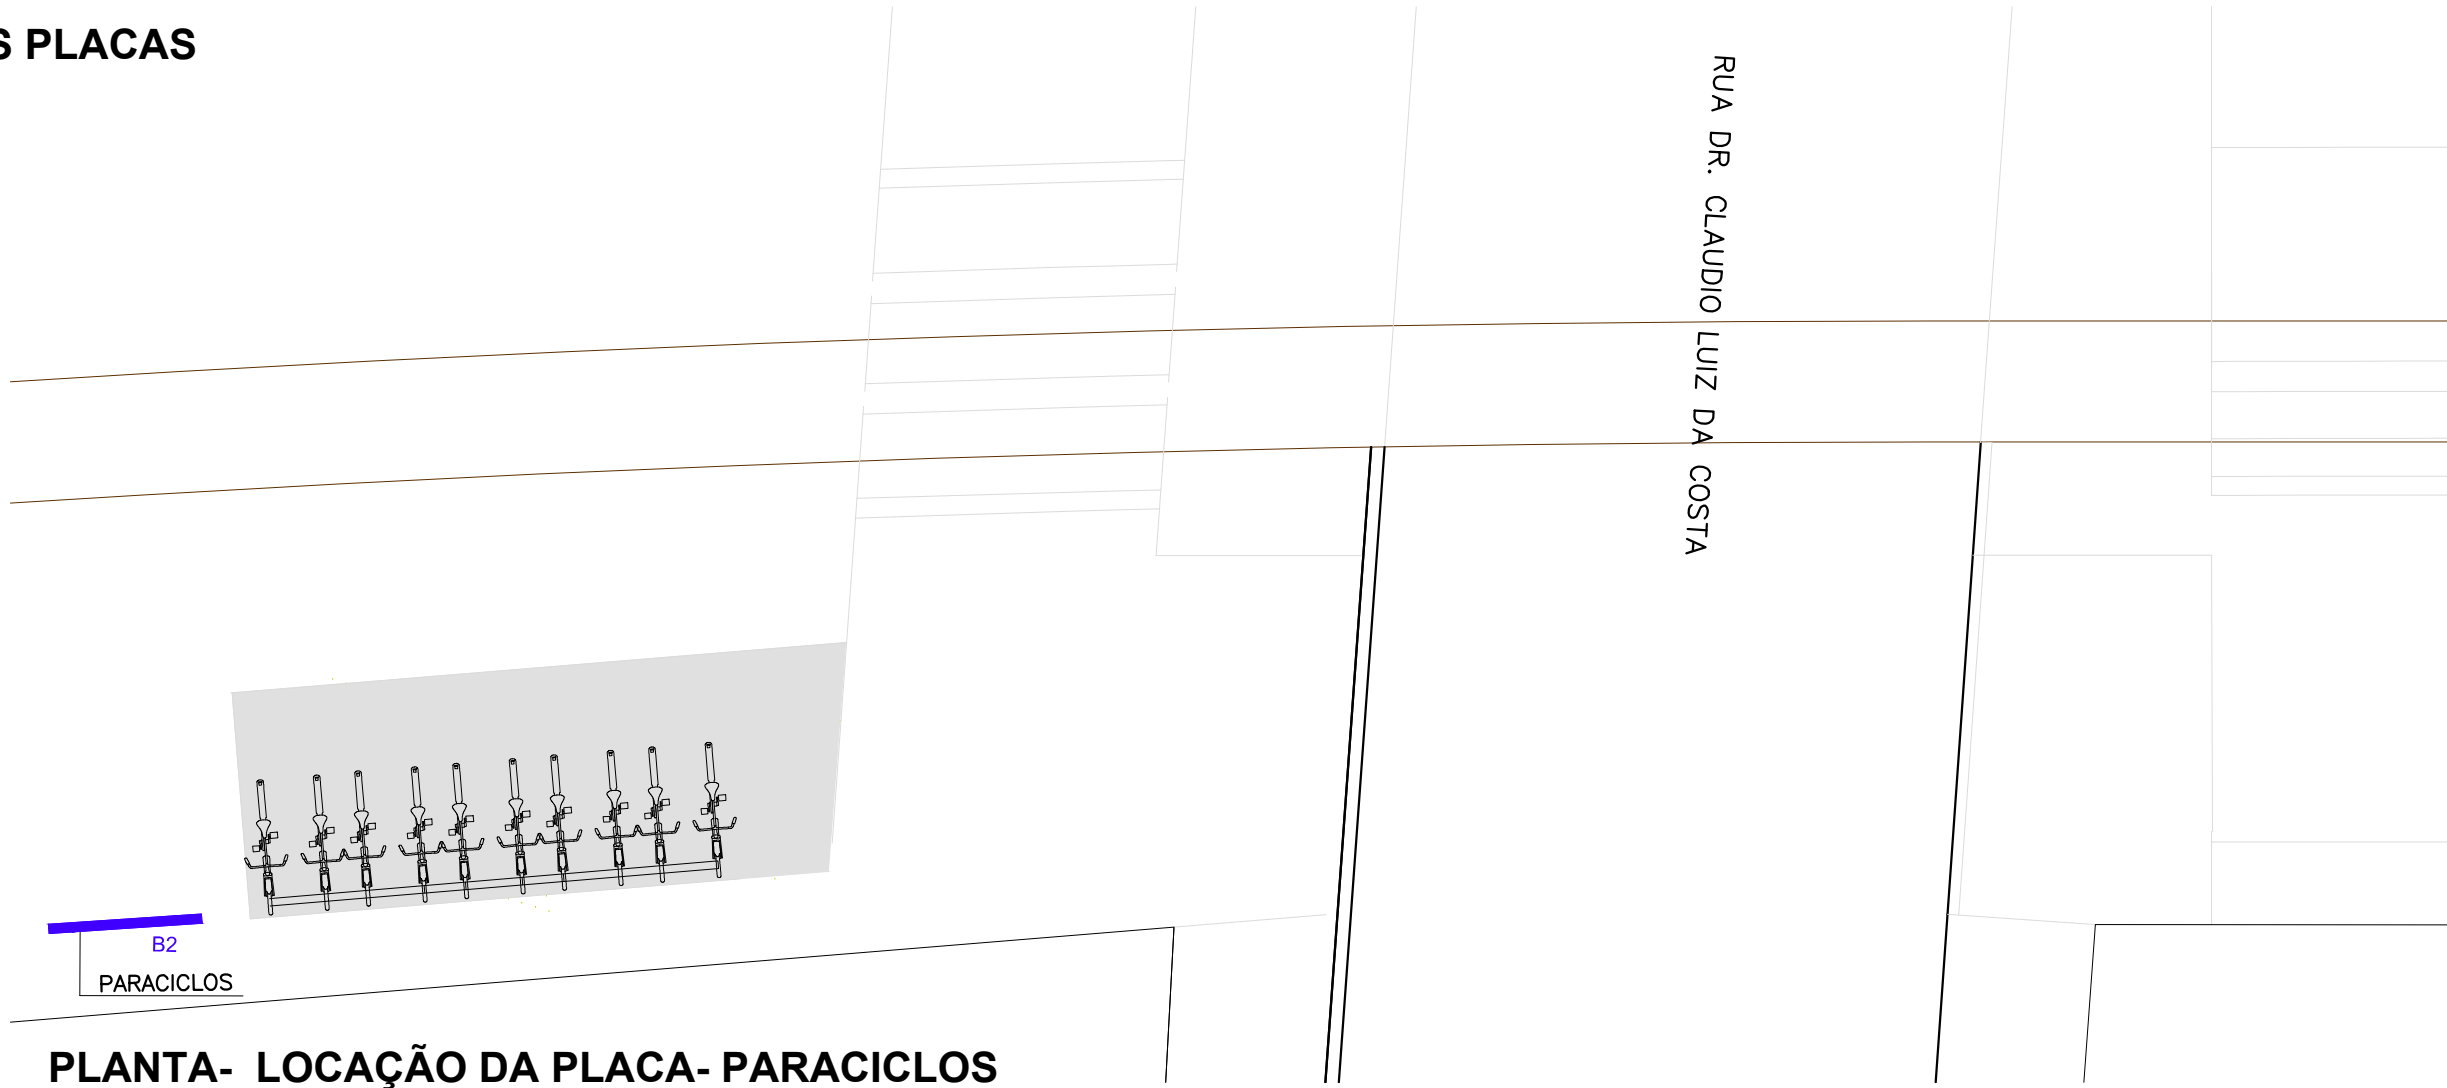 S PLACAS
RUA DR. CLAUDIO LUIZ DA COSTA
B2
PARACICLOS
PLANTA- LOCAÇÃO DA PLACA- PARACICLOS